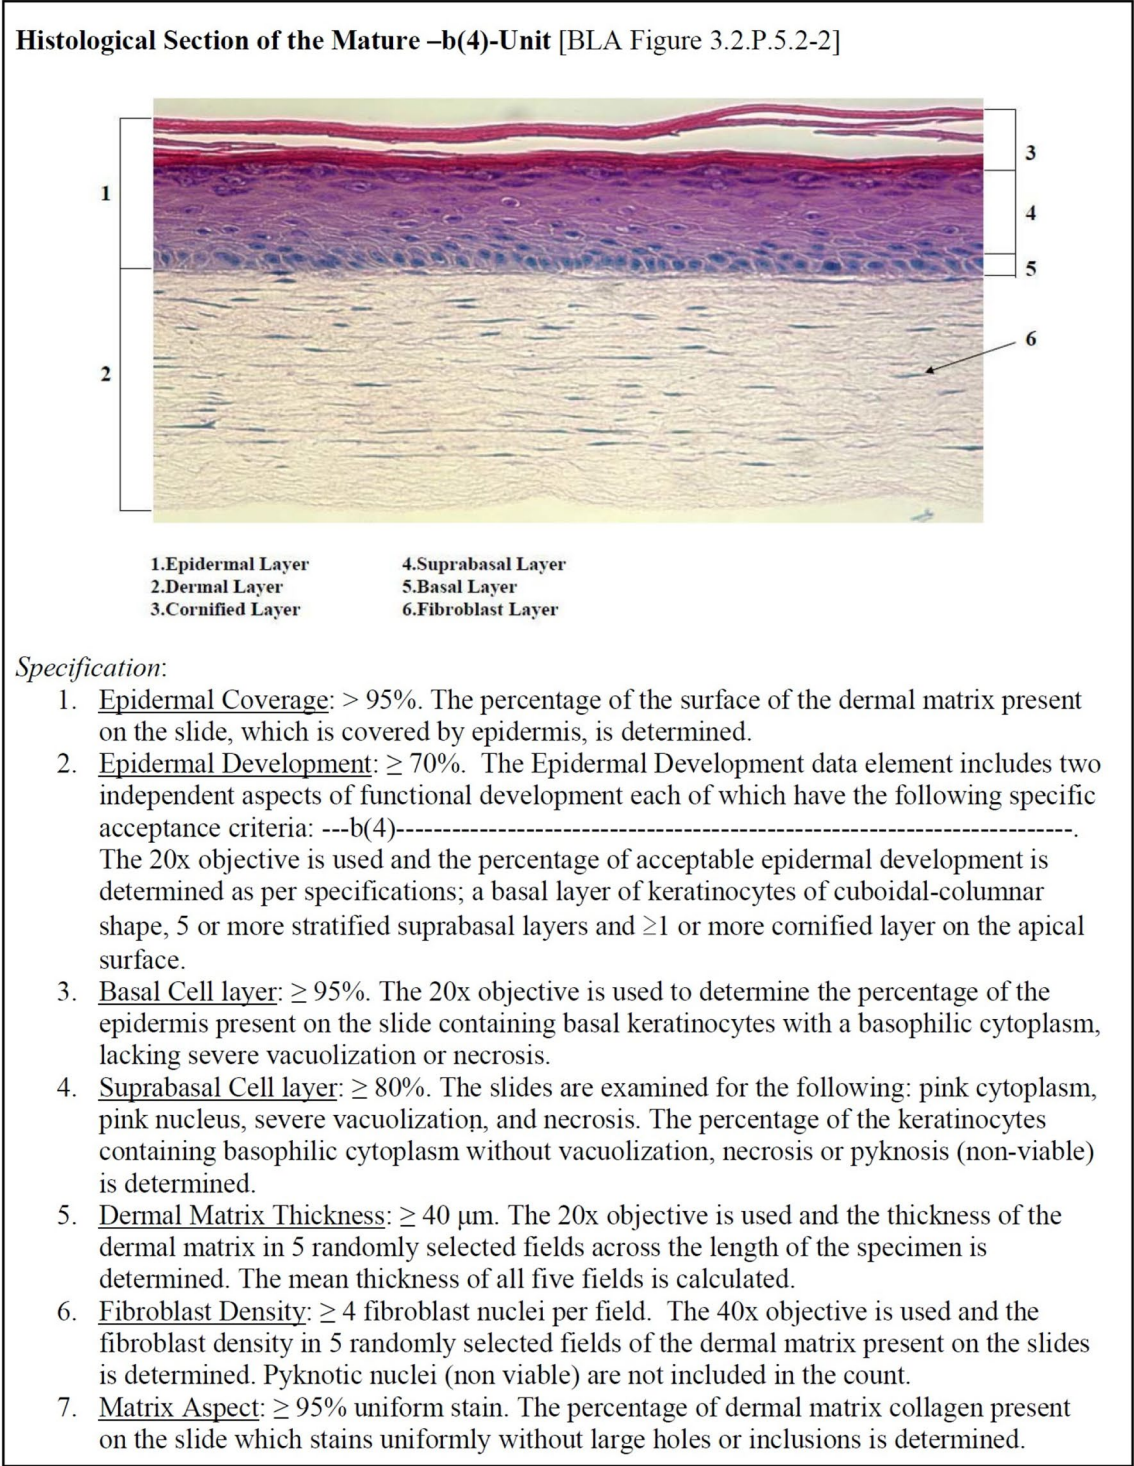 Histological Section of the Mature –b(4)-Unit [BLA Figure 3.2.P.5.2-2]
1
2
3
4
5
6
1.Epidermal Layer
2.Dermal Layer
3.Cornified Layer
4.Suprabasal Layer
5.Basal Layer
6.Fibroblast Layer
Specification:
1. Epidermal Coverage: > 95%. The percentage of the surface of the dermal matrix present
on the slide, which is covered by epidermis, is determined.
2. Epidermal Development: ≥ 70%. The Epidermal Development data element includes two
independent aspects of functional development each of which have the following specific
acceptance criteria: ---b(4)-------------------------------------------------------------------------.
The 20x objective is used and the percentage of acceptable epidermal development is
determined as per specifications; a basal layer of keratinocytes of cuboidal-columnar
shape, 5 or more stratified suprabasal layers and ≥1 or more cornified layer on the apical
surface.
3. Basal Cell layer: ≥ 95%. The 20x objective is used to determine the percentage of the
epidermis present on the slide containing basal keratinocytes with a basophilic cytoplasm,
lacking severe vacuolization or necrosis.
4. Suprabasal Cell layer: ≥ 80%. The slides are examined for the following: pink cytoplasm,
pink nucleus, severe vacuolization, and necrosis. The percentage of the keratinocytes
containing basophilic cytoplasm without vacuolization, necrosis or pyknosis (non-viable)
is determined.
5. Dermal Matrix Thickness: ≥ 40 μm. The 20x objective is used and the thickness of the
dermal matrix in 5 randomly selected fields across the length of the specimen is
determined. The mean thickness of all five fields is calculated.
6. Fibroblast Density: ≥ 4 fibroblast nuclei per field. The 40x objective is used and the
fibroblast density in 5 randomly selected fields of the dermal matrix present on the slides
is determined. Pyknotic nuclei (non viable) are not included in the count.
7. Matrix Aspect: ≥ 95% uniform stain. The percentage of dermal matrix collagen present
on the slide which stains uniformly without large holes or inclusions is determined.